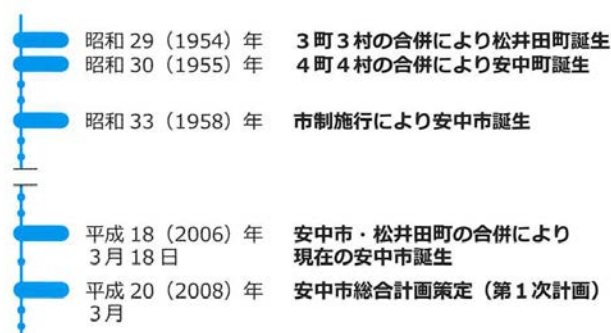 昭和 29（1954）年　３町３村の合併により松井田町誕生
昭和 30（1955）年　４町４村の合併により安中町誕生
昭和 33（1958）年　市制施行により安中市誕生
平成 18（2006）年　安中市・松井田町の合併により
３月 18 日　現在の安中市誕生
平成 20（2008）年　安中市総合計画策定（第１次計画）
３月